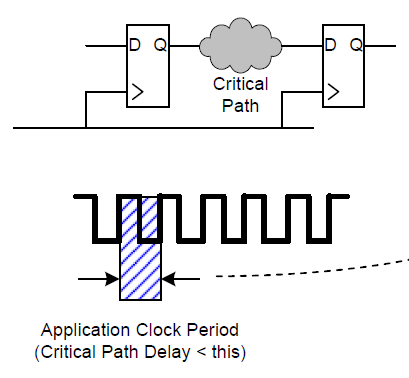 D Q
D Q
Critical
Path
Application Clock Period
(Critical Path Delay < this)